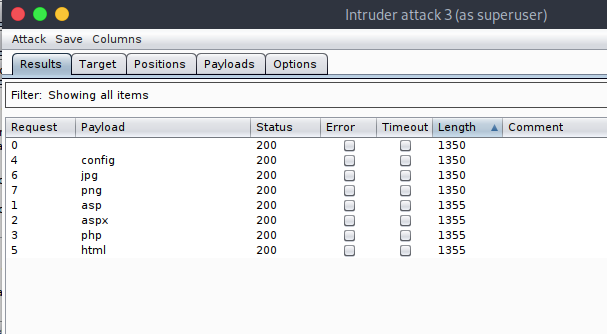 Intruder attack 3 (as superuser)
Attack Save Columns
Results Target Positions Payloads Options
Filter: Showing all items
Request Payload Status Error Timeout Length Comment
0 200 1350
4 config 200 1350
6 jpg 200 1350
7 png 200 1350
1 asp 200 1355
2 aspx 200 1355
3 php 200 1355
5 html 200 1355